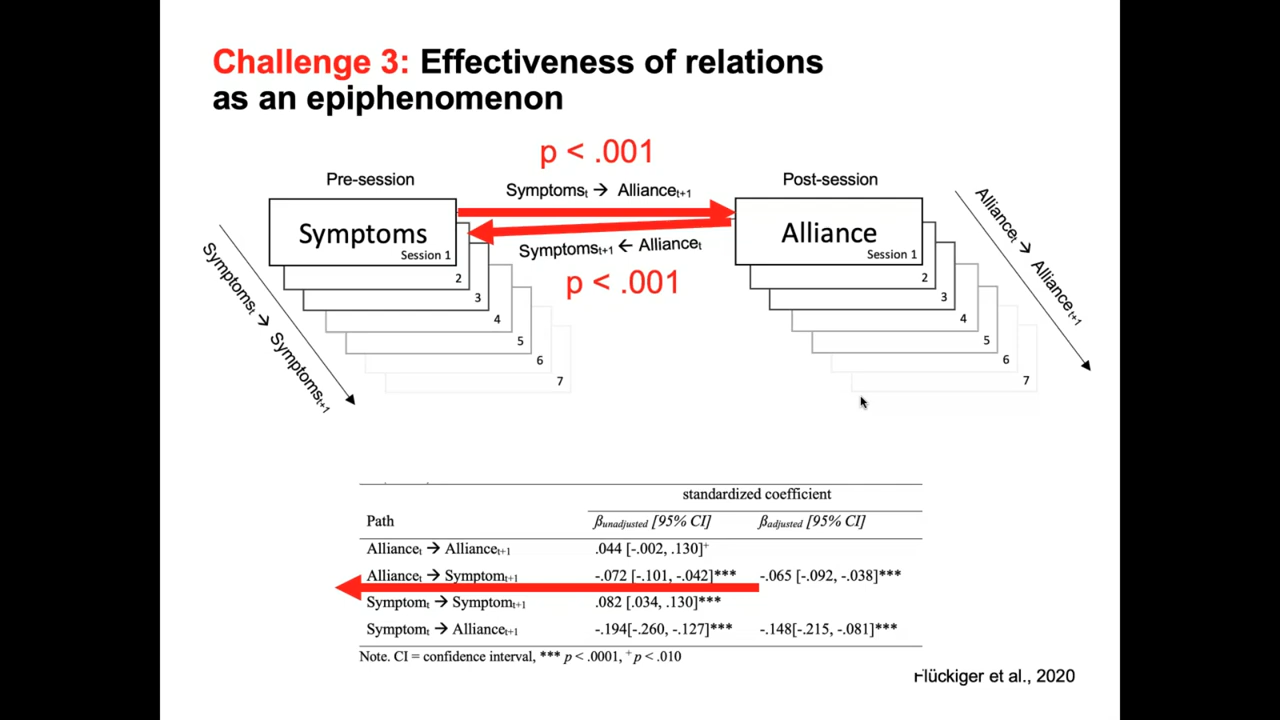 Challenge 3: Effectiveness of relations
as an epiphenomenon
p < .001
Pre-session
Symptomsₜ → Allianceₜ₊₁
Post-session
Symptoms
Session 1
2
3
4
5
6
7
Symptomsₜ → Symptomsₜ₊₁
Symptomsₜ₊₁ ← Allianceₜ
p < .001
Alliance
Session 1
2
3
4
5
6
7
Allianceₜ → Allianceₜ₊₁
standardized coefficient
Path βunadjusted [95% CI] βadjusted [95% CI]
Allianceₜ → Allianceₜ₊₁ .044 [-.002, .130]⁺
Allianceₜ → Symptomₜ₊₁ -.072 [-.101, -.042]*** -.065 [-.092, -.038]***
Symptomₜ → Symptomₜ₊₁ .082 [.034, .130]***
Symptomₜ → Allianceₜ₊₁ -.194[-.260, -.127]*** -.148[-.215, -.081]***
Note. CI = confidence interval, *** p < .0001, ⁺ p < .010
Flückiger et al., 2020